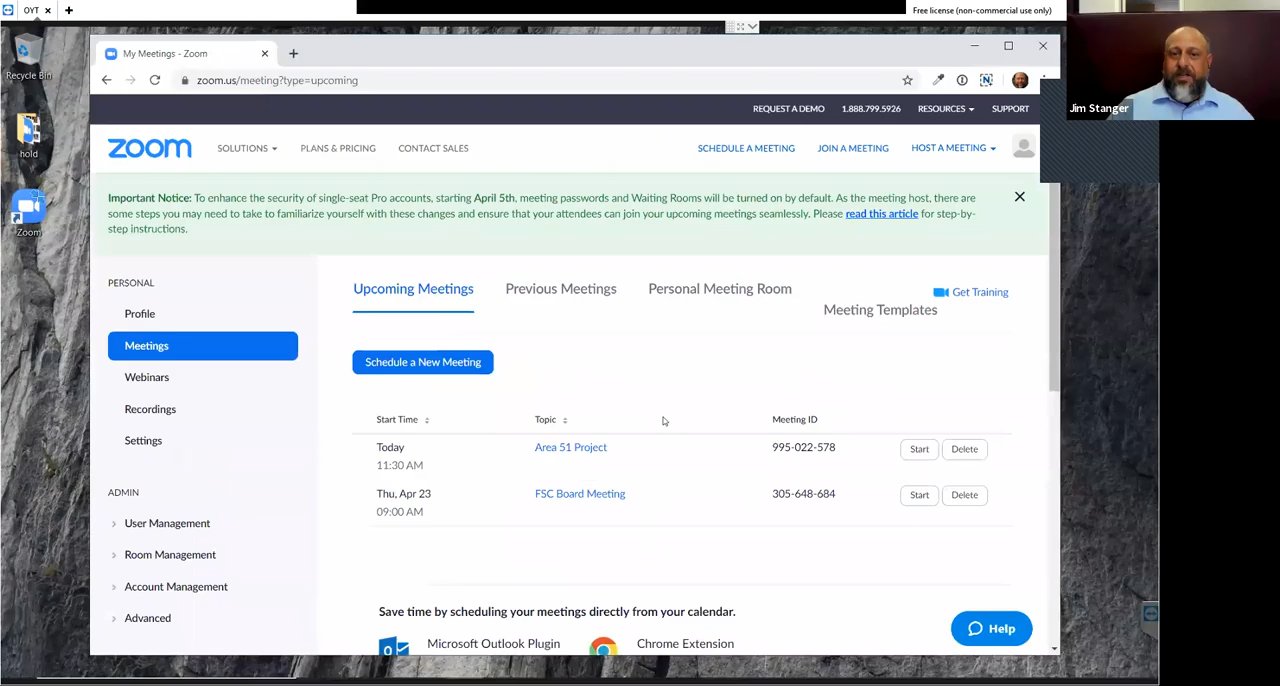 OYT
Free license (non-commercial use only)
Recycle Bin
hold
Zoom
My Meetings - Zoom
zoom.us/meeting?type=upcoming
Jim Stanger
REQUEST A DEMO 1.888.799.5926 RESOURCES SUPPORT
zoom SOLUTIONS PLANS & PRICING CONTACT SALES SCHEDULE A MEETING JOIN A MEETING HOST A MEETING
Important Notice: To enhance the security of single-seat Pro accounts, starting April 5th, meeting passwords and Waiting Rooms will be turned on by default. As the meeting host, there are
some steps you may need to take to familiarize yourself with these changes and ensure that your attendees can join your upcoming meetings seamlessly. Please read this article for step-by-
step instructions.
PERSONAL
Profile
Meetings
Webinars
Recordings
Settings
ADMIN
User Management
Room Management
Account Management
Advanced
Upcoming Meetings Previous Meetings Personal Meeting Room
Meeting Templates
Get Training
Schedule a New Meeting
Start Time Topic Meeting ID
Today Area 51 Project 995-022-578 Start Delete
11:30 AM
Thu, Apr 23 FSC Board Meeting 305-648-684 Start Delete
09:00 AM
Save time by scheduling your meetings directly from your calendar.
Microsoft Outlook Plugin Chrome Extension
Help